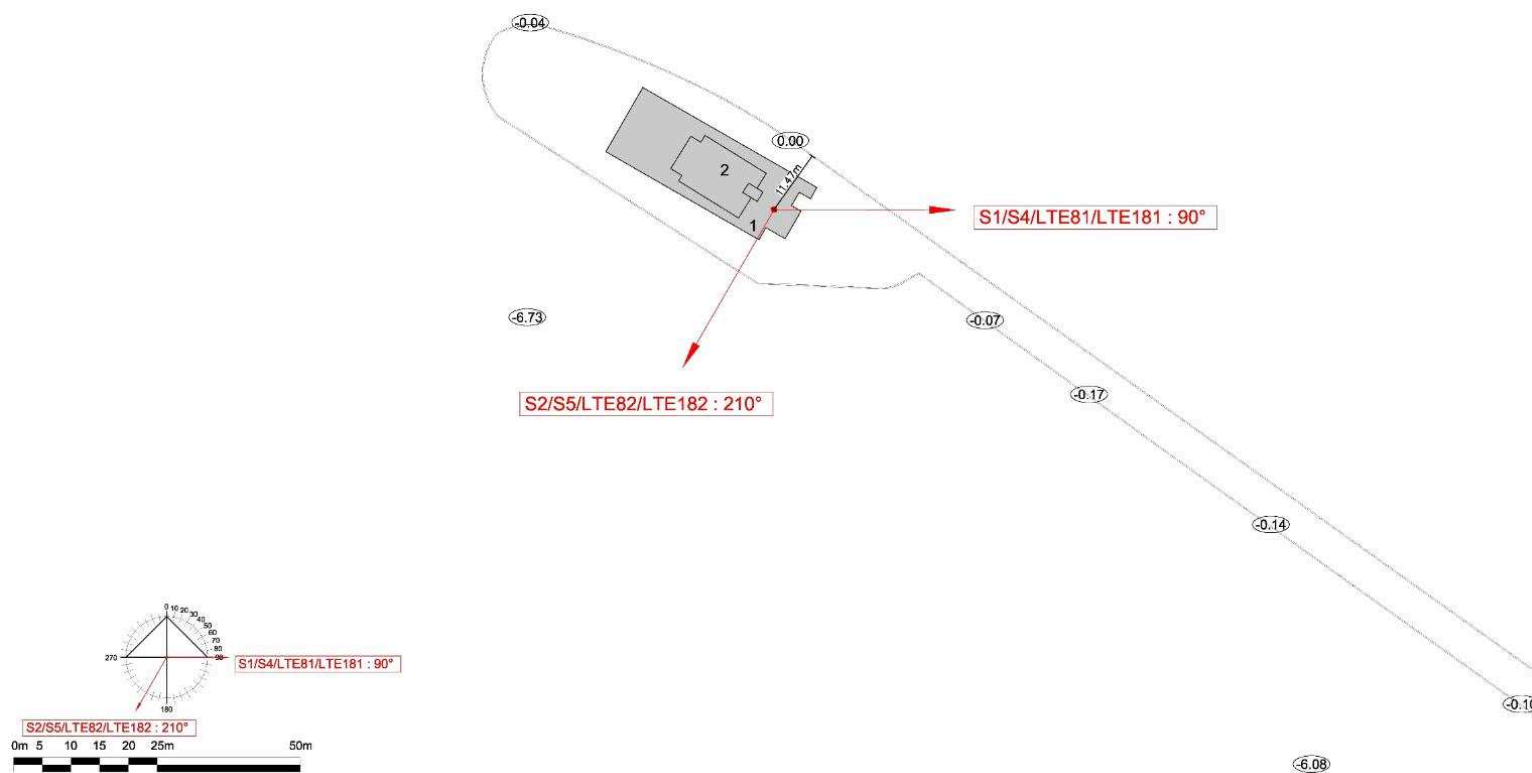 -0.04
0.00
11.47m
2
1
S1/S4/LTE81/LTE181 : 90°
-6.73
-0.07
S2/S5/LTE82/LTE182 : 210°
-0.17
-0.14
0 10 20 30 40 50 60 70 80 90
270
180
S1/S4/LTE81/LTE181 : 90°
S2/S5/LTE82/LTE182 : 210°
-0.10
0m 5 10 15 20 25m 50m
-6.08